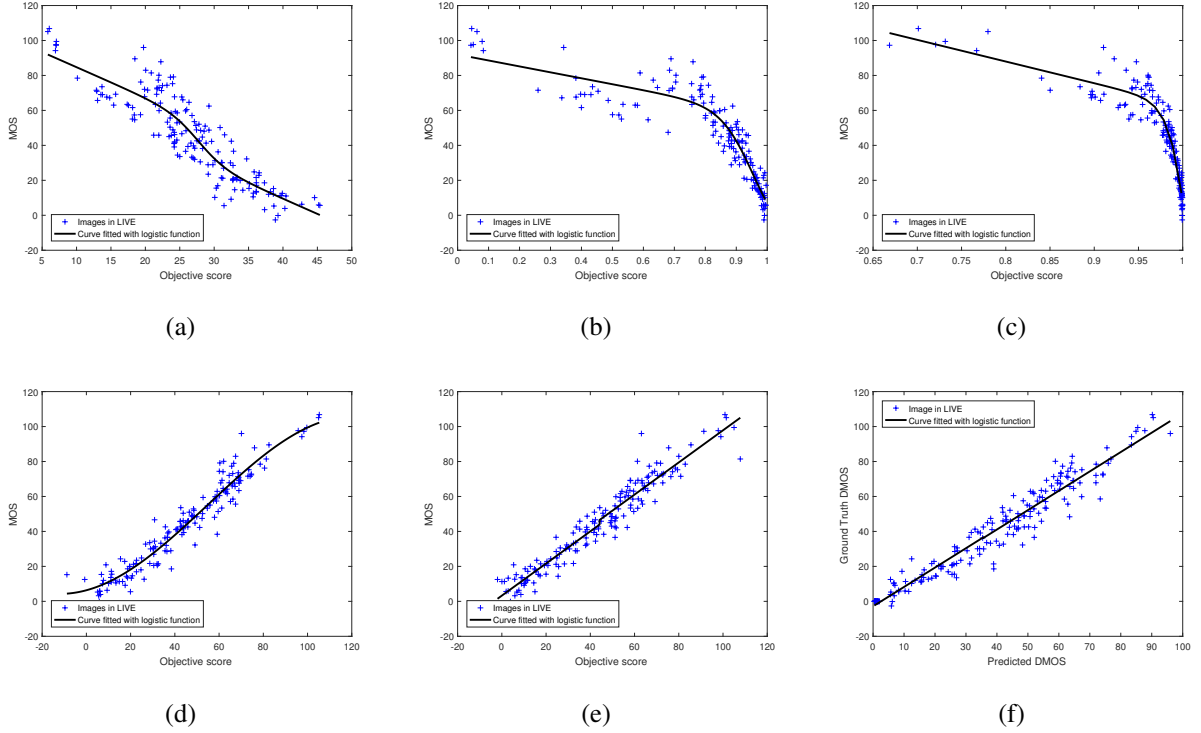 120
100
80
60
40
20
0
-20
MOS
Images in LIVE
Curve fitted with logistic function
5 10 15 20 25 30 35 40 45 50
Objective score
(a)
120
100
80
60
40
20
0
-20
MOS
Images in LIVE
Curve fitted with logistic function
0 0.1 0.2 0.3 0.4 0.5 0.6 0.7 0.8 0.9 1
Objective score
(b)
120
100
80
60
40
20
0
-20
MOS
Images in LIVE
Curve fitted with logistic function
0.65 0.7 0.75 0.8 0.85 0.9 0.95 1
Objective score
(c)
120
100
80
60
40
20
0
-20
MOS
Images in LIVE
Curve fitted with logistic function
-20 0 20 40 60 80 100 120
Objective score
(d)
120
100
80
60
40
20
0
-20
MOS
Images in LIVE
Curve fitted with logistic function
-20 0 20 40 60 80 100 120
Objective score
(e)
120
100
80
60
40
20
0
-20
Ground Truth DMOS
Image in LIVE
Curve fitted with logistic function
0 10 20 30 40 50 60 70 80 90 100
Predicted DMOS
(f)